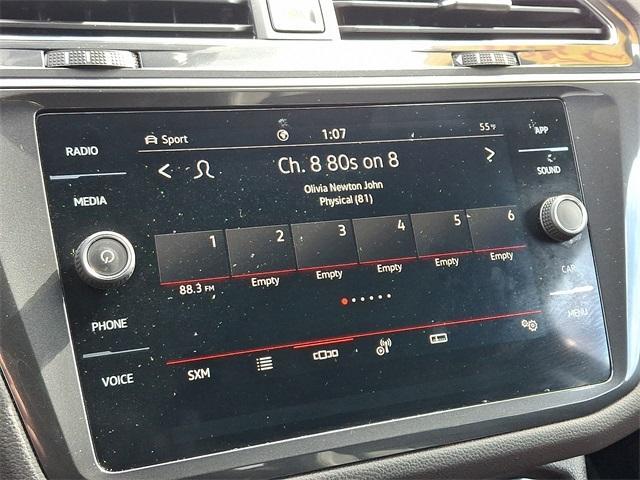 RADIO
MEDIA
PHONE
VOICE
Sport
1:07
55°F
Ch. 8 80s on 8
Olivia Newton John
Physical (81)
1
2
3
4
5
6
88.3 FM
Empty
Empty
Empty
Empty
Empty
SXM
APP
SOUND
CAR
MENU